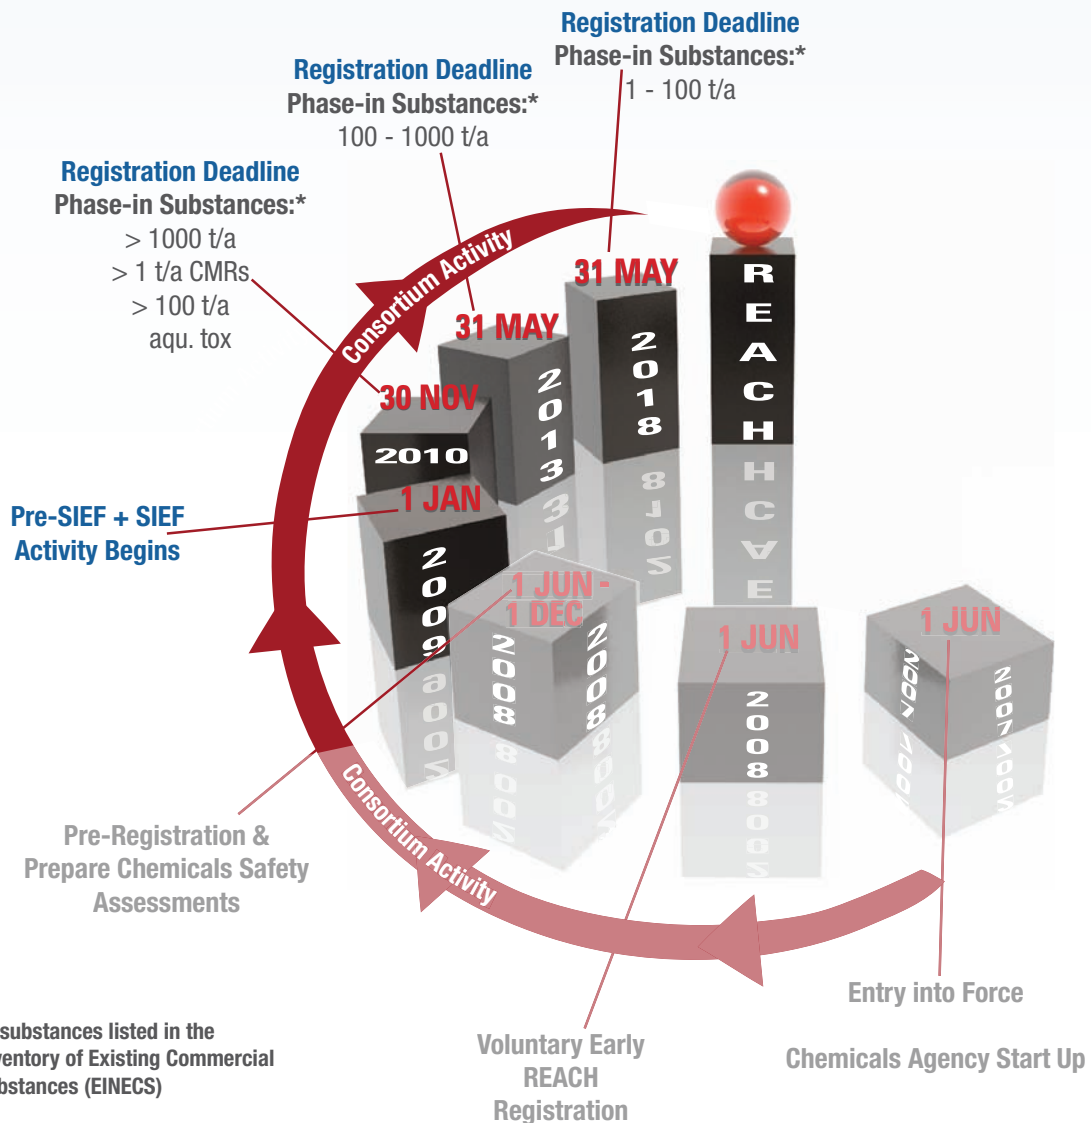 Registration Deadline
Phase-in Substances:*
1 - 100 t/a
Registration Deadline
Phase-in Substances:*
100 - 1000 t/a
Registration Deadline
Phase-in Substances:*
> 1000 t/a
> 1 t/a CMRs
> 100 t/a
aqu. tox
Consortium Activity
31 MAY
2018
REACH
31 MAY
2013
30 NOV
2010
1 JAN
2009
Pre-SIEF + SIEF
Activity Begins
1 JUN -
1 DEC
2008
2008
1 JUN
2008
1 JUN
2007
2007
Consortium Activity
Pre-Registration &
Prepare Chemicals Safety
Assessments
Entry into Force
Chemicals Agency Start Up
Voluntary Early
REACH
Registration
substances listed in the
of Existing Commercial
(EINECS)